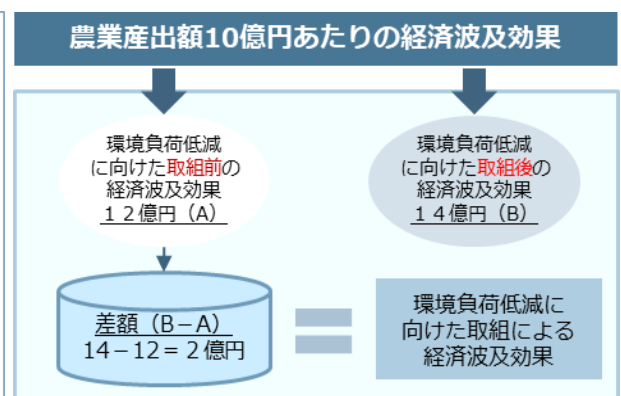 農業産出額10億円あたりの経済波及効果
環境負荷低減
に向けた取組前の
経済波及効果
１２億円（A）
環境負荷低減
に向けた取組後の
経済波及効果
１４億円（B）
差額（B－A）
14－12＝２億円
環境負荷低減に
向けた取組による
経済波及効果